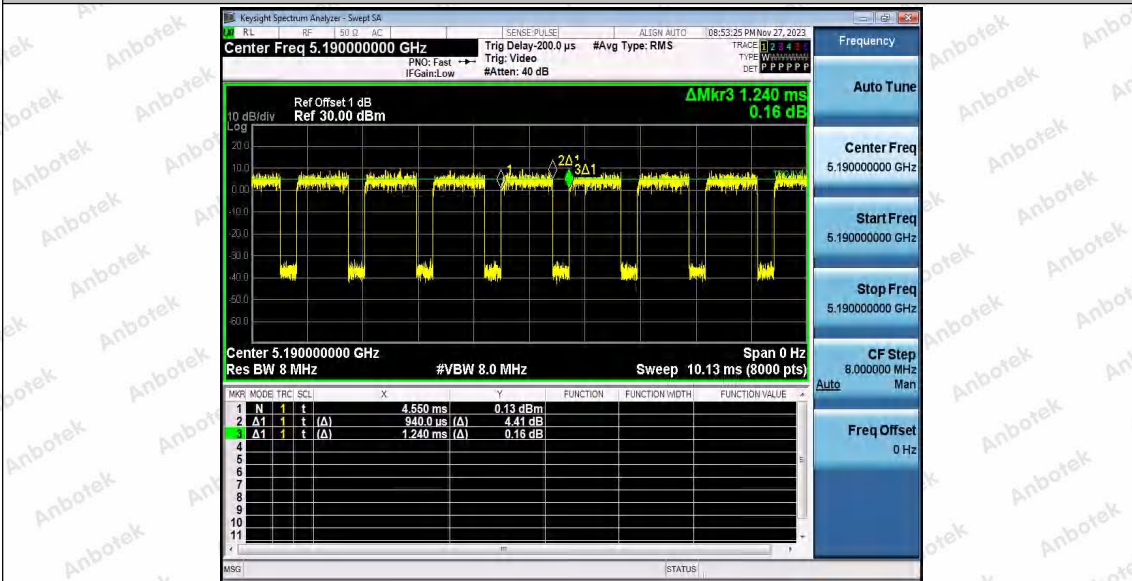 Keysight Spectrum Analyzer - Swept SA
RL RF 50 Ω AC SENSE:PULSE ALIGN AUTO 08:53:25 PM Nov 27, 2023
Center Freq 5.190000000 GHz
PNO: Fast
IFGain:Low
Trig Delay-200.0 µs
Trig: Video
#Atten: 40 dB
#Avg Type: RMS
TRACE 1 2 3 4 5 6
TYPE WWWWWW
DET P P P P P P
Frequency
ΔMkr3 1.240 ms
0.16 dB
Ref Offset 1 dB
10 dB/div Ref 30.00 dBm
Log
20.0
10.0
0.00
-10.0
-20.0
-30.0
-40.0
-50.0
-60.0
1
2Δ1
3Δ1
Center 5.190000000 GHz Span 0 Hz
Res BW 8 MHz #VBW 8.0 MHz Sweep 10.13 ms (8000 pts)
MKR MODE TRC SCL X Y FUNCTION FUNCTION WIDTH FUNCTION VALUE
1 N 1 t 4.550 ms 0.13 dBm
2 Δ1 1 t (Δ) 940.0 µs (Δ) 4.41 dB
3 Δ1 1 t (Δ) 1.240 ms (Δ) 0.16 dB
4
5
6
7
8
9
10
11
MSG STATUS
Auto Tune
Center Freq
5.190000000 GHz
Start Freq
5.190000000 GHz
Stop Freq
5.190000000 GHz
CF Step
8.000000 MHz
Auto Man
Freq Offset
0 Hz
Anbotek